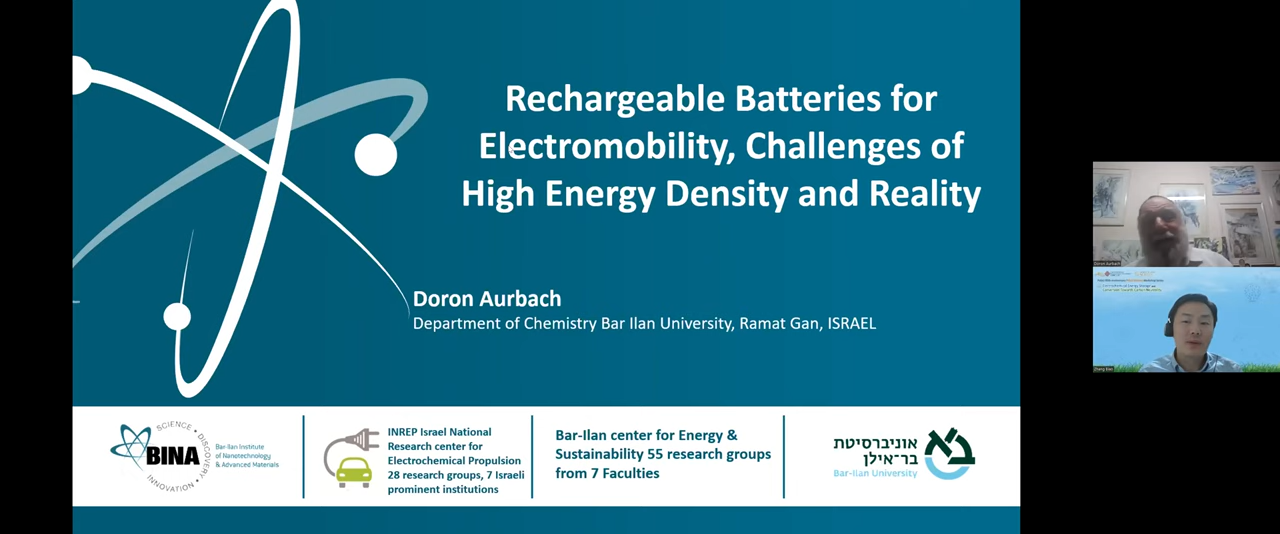 Rechargeable Batteries for
Electromobility, Challenges of
High Energy Density and Reality
Doron Aurbach
Department of Chemistry Bar Ilan University, Ramat Gan, ISRAEL
SCIENCE • DISCOVERY • INNOVATION •
BINA
Bar-Ilan Institute
of Nanotechnology
& Advanced Materials
INREP Israel National
Research center for
Electrochemical Propulsion
28 research groups, 7 Israeli
prominent institutions
Bar-Ilan center for Energy &
Sustainability 55 research groups
from 7 Faculties
אוניברסיטת
בר־אילן
Bar-Ilan University
Doron Aurbach